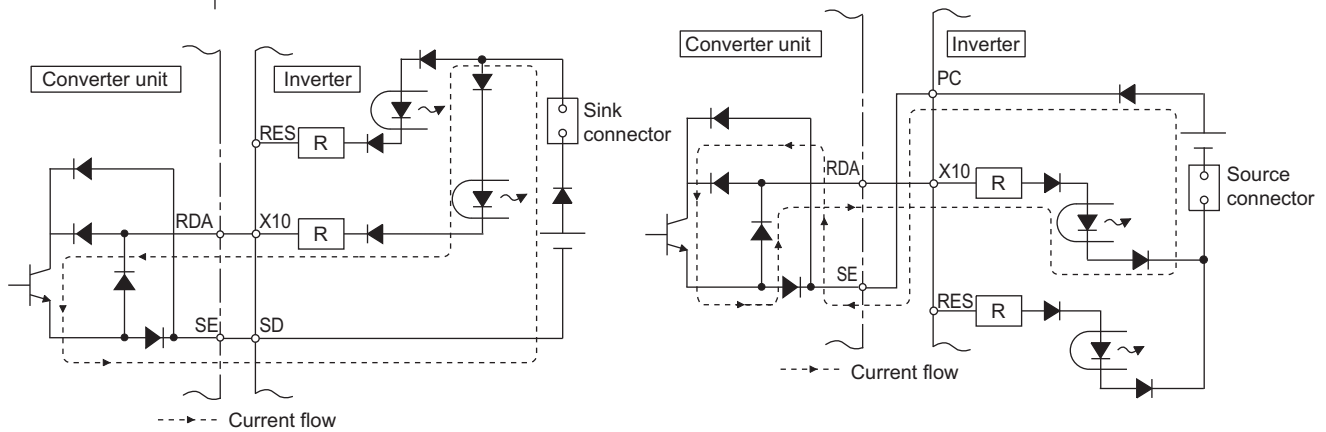 Converter unit
Inverter
RES
R
Sink
connector
RDA
X10
R
SE
SD
Current flow
Converter unit
Inverter
PC
RDA
X10
R
Source
connector
SE
RES
R
Current flow